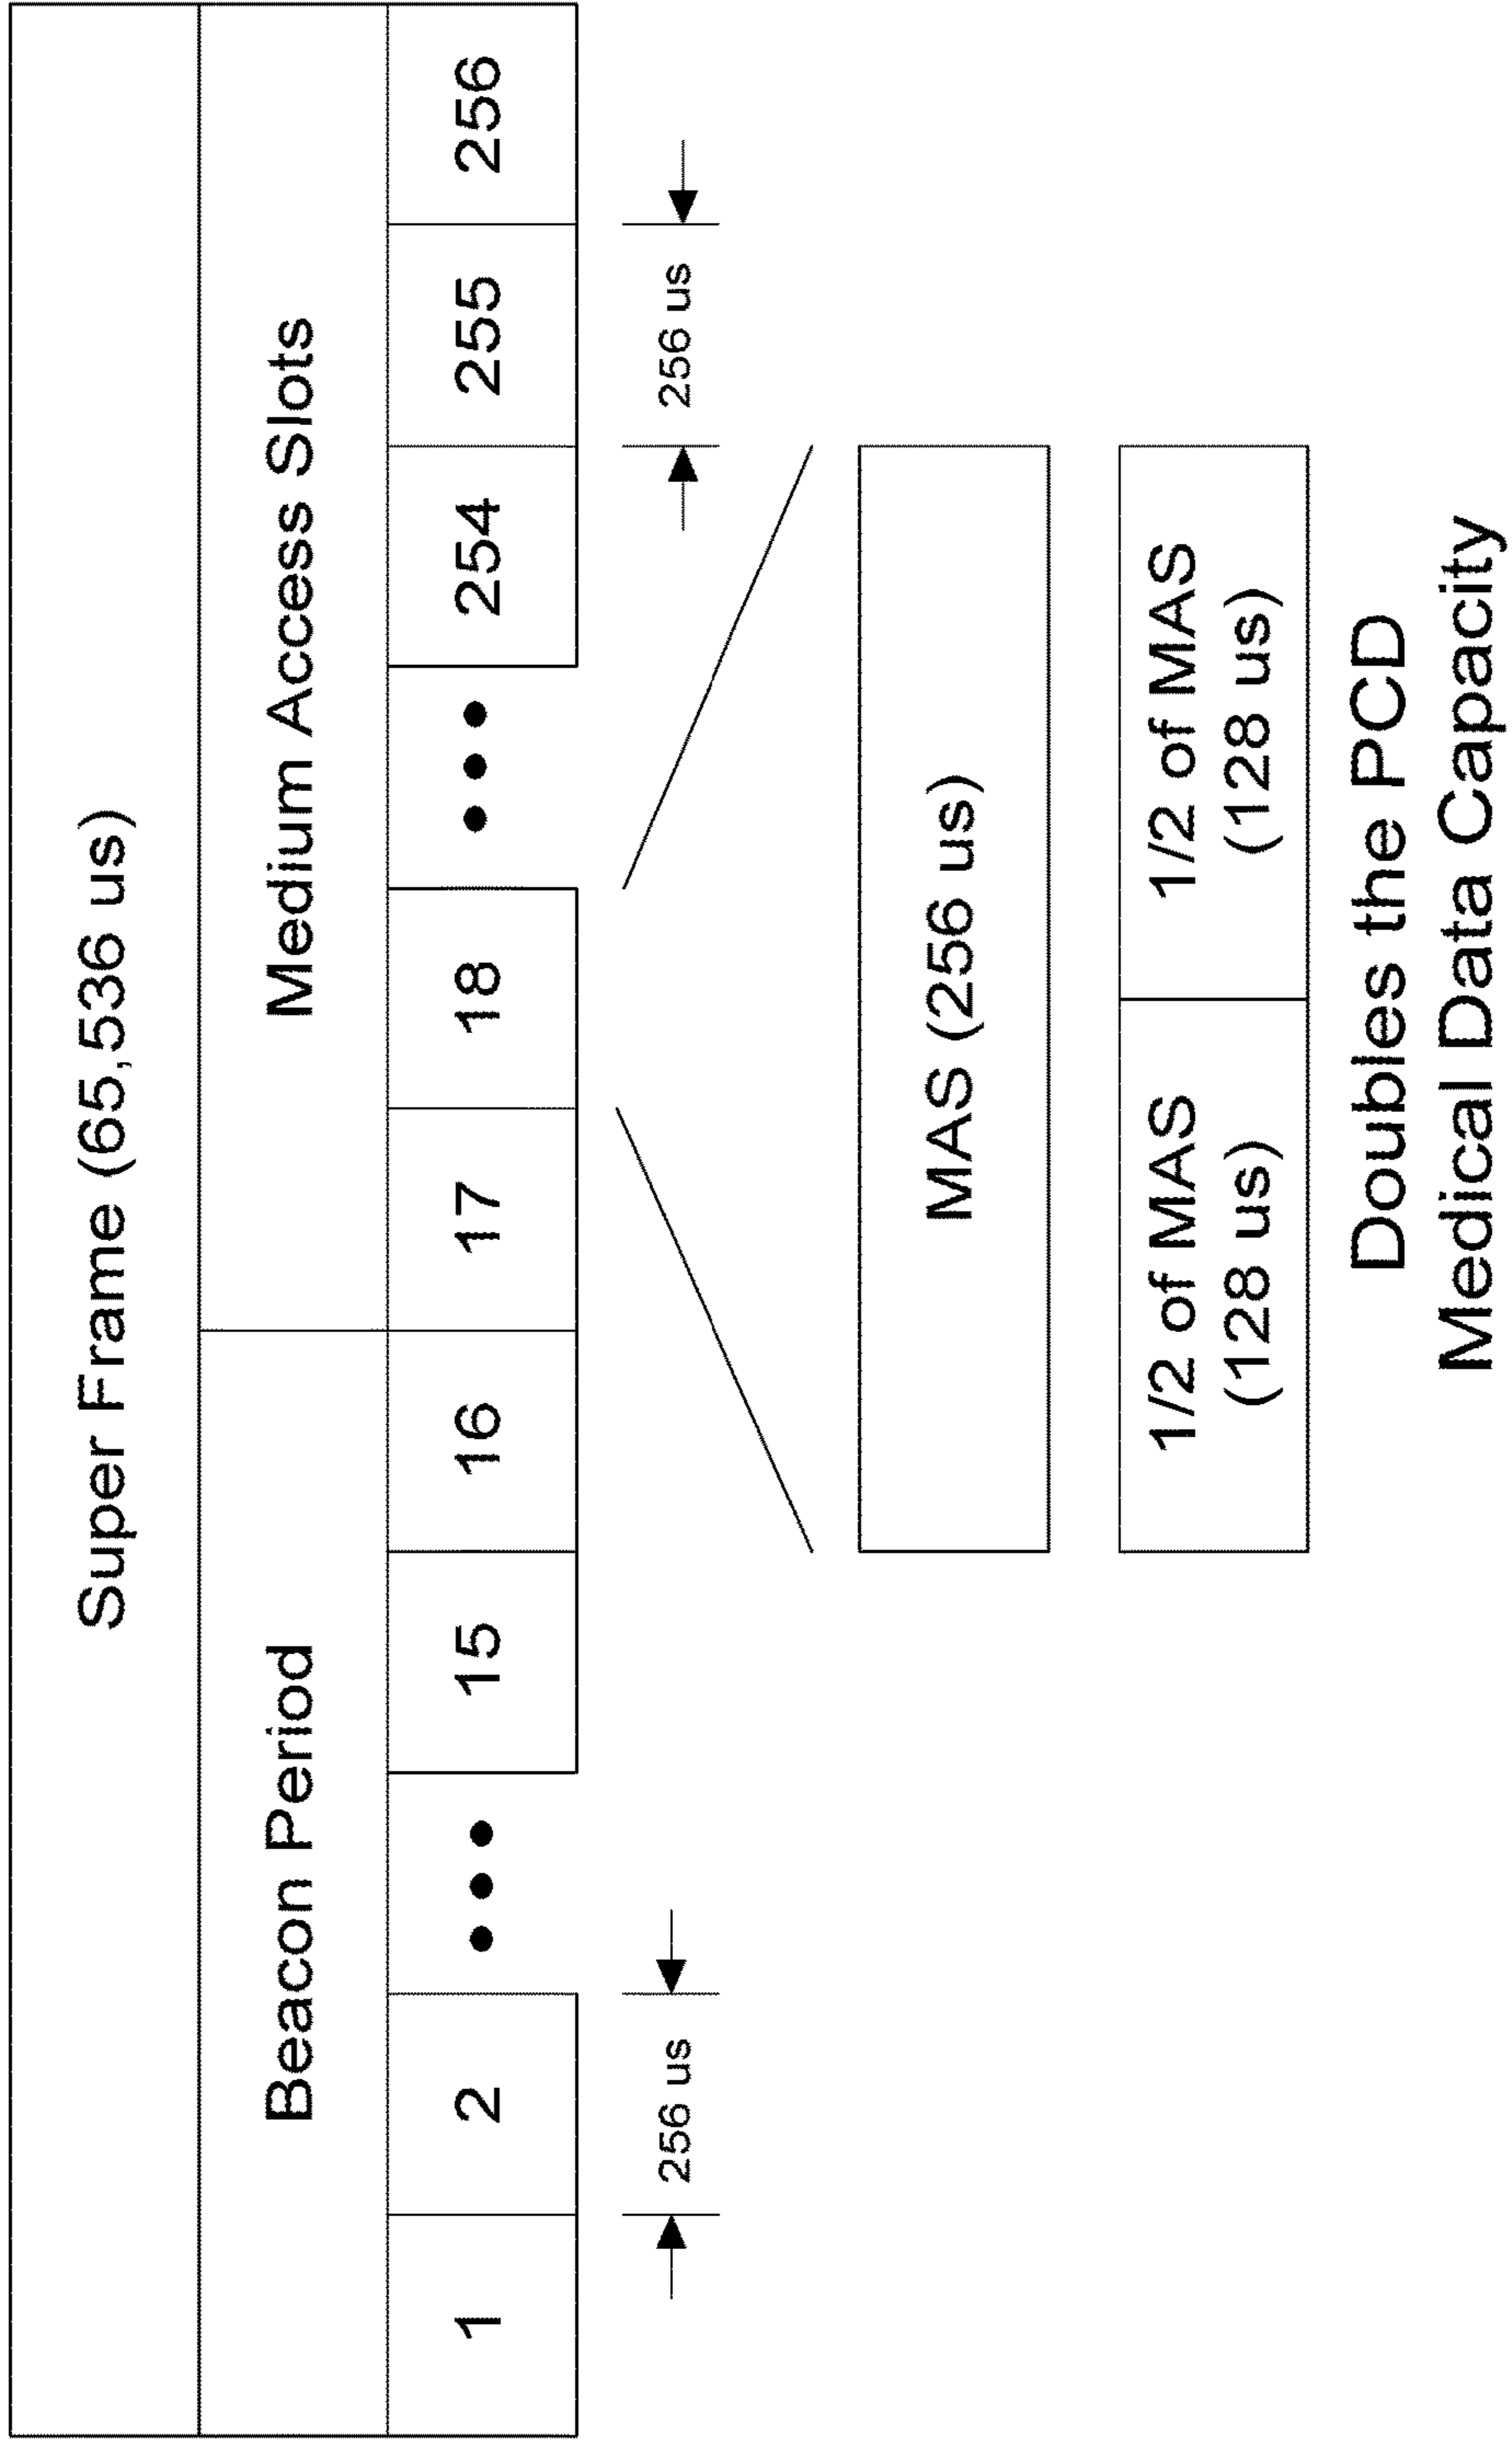 Super Frame (65,536 us)
Beacon Period
Medium Access Slots
1
2
•••
15
16
17
18
•••
254
255
256
256 us
256 us
MAS (256 us)
1/2 of MAS
(128 us)
1/2 of MAS
(128 us)
Doubles the PCD
Medical Data Capacity